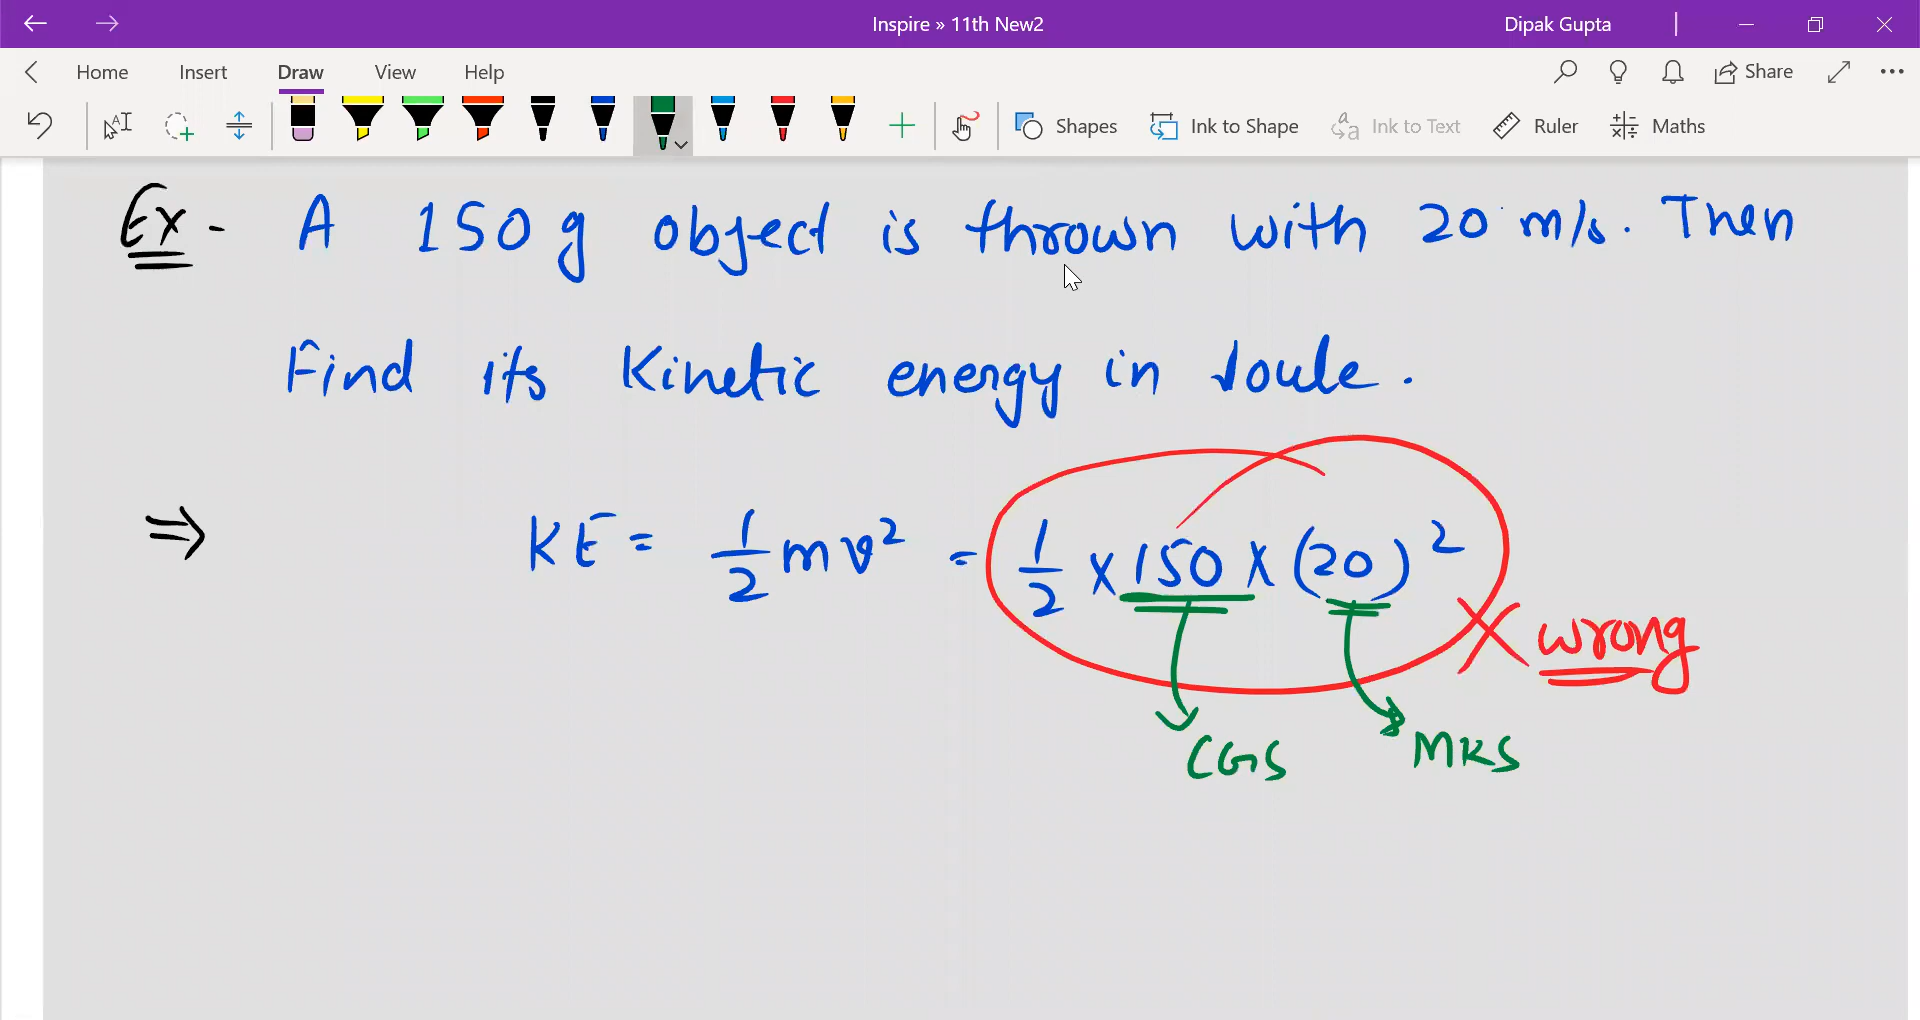 Inspire » 11th New2
Dipak Gupta
Home Insert Draw View Help
Share
Shapes Ink to Shape Ink to Text Ruler Maths
Ex - A 150 g object is thrown with 20 m/s. Then
Find its Kinetic energy in Joule.
⇒ KE = 1/2 mv² = 1/2 × 150 × (20)²
× wrong
CGS MKS